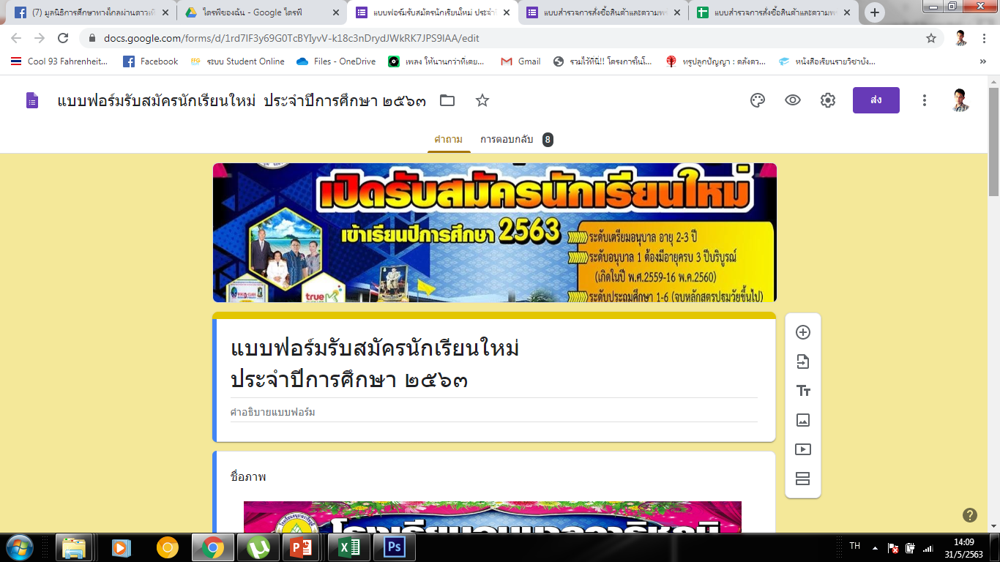 (7) มูลนิธิการศึกษาทางไกลผ่านดาวเที
ไดรฟ์ของฉัน - Google ไดรฟ์
แบบฟอร์มรับสมัครนักเรียนใหม่ ประจำปี
แบบสำรวจการสั่งซื้อสินค้าและความพ
แบบสำรวจการสั่งซื้อสินค้าและความพ
docs.google.com/forms/d/1rd7lF3y69G0TcBYIyvV-k18c3nDrydJWkRK7JPS9lAA/edit
Cool 93 Fahrenheit...
Facebook
ระบบ Student Online
Files - OneDrive
เพลง ให้นานกว่าที่เคย...
Gmail
รวมไว้ที่นี่!! โครงการในโ...
ทรูปลูกปัญญา : คลังคว...
หนังสือเรียนรายวิชาบัง...
»
แบบฟอร์มรับสมัครนักเรียนใหม่ ประจำปีการศึกษา ๒๕๖๓
ส่ง
คำถาม
การตอบกลับ 8
เปิดรับสมัครนักเรียนใหม่
เข้าเรียนปีการศึกษา 2563
ระดับเตรียมอนุบาล อายุ 2-3 ปี
ระดับอนุบาล 1 ต้องมีอายุครบ 3 ปีบริบูรณ์
(เกิดในปี พ.ศ.2559-16 พ.ค.2560)
ระดับประถมศึกษา 1-6 (จบหลักสูตรปฐมวัยขึ้นไป)
true
แบบฟอร์มรับสมัครนักเรียนใหม่
ประจำปีการศึกษา ๒๕๖๓
คำอธิบายแบบฟอร์ม
ชื่อภาพ
TH
14:09
31/5/2563